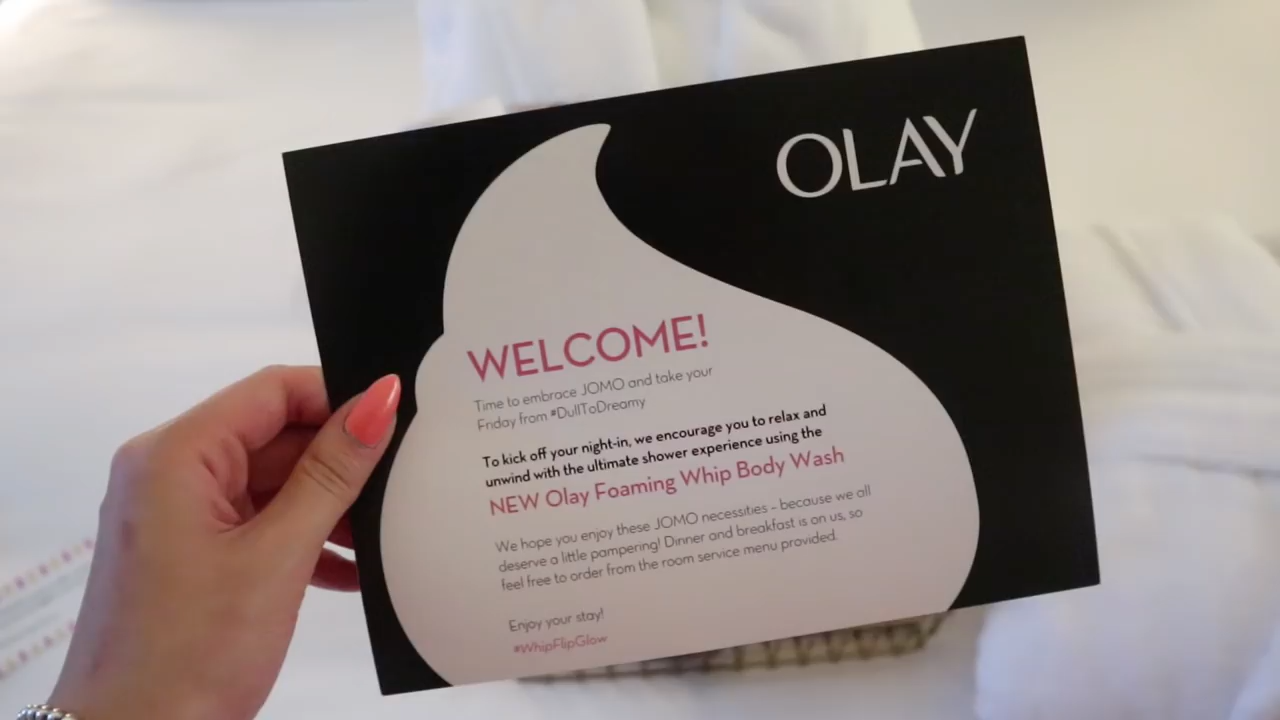 OLAY
WELCOME!
Time to embrace JOMO and take your
Friday from #DullToDreamy
To kick off your night-in, we encourage you to relax and
unwind with the ultimate shower experience using the
NEW Olay Foaming Whip Body Wash
We hope you enjoy these JOMO necessities – because we all
deserve a little pampering! Dinner and breakfast is on us, so
feel free to order from the room service menu provided.
Enjoy your stay!
#WhipFlipGlow